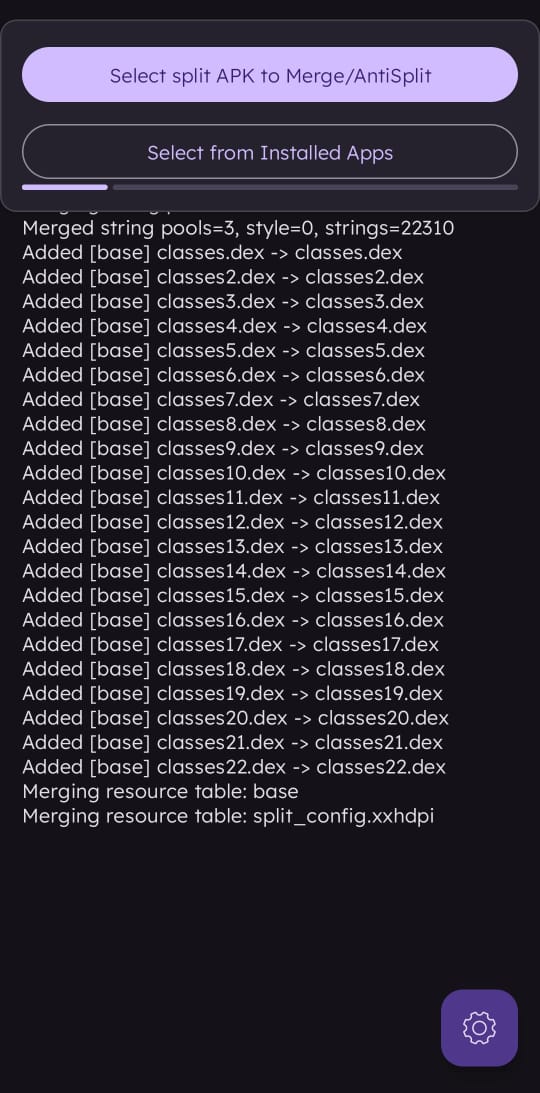 Select split APK to Merge/AntiSplit
Select from Installed Apps
Merged string pools=3, style=0, strings=22310
Added [base] classes.dex -> classes.dex
Added [base] classes2.dex -> classes2.dex
Added [base] classes3.dex -> classes3.dex
Added [base] classes4.dex -> classes4.dex
Added [base] classes5.dex -> classes5.dex
Added [base] classes6.dex -> classes6.dex
Added [base] classes7.dex -> classes7.dex
Added [base] classes8.dex -> classes8.dex
Added [base] classes9.dex -> classes9.dex
Added [base] classes10.dex -> classes10.dex
Added [base] classes11.dex -> classes11.dex
Added [base] classes12.dex -> classes12.dex
Added [base] classes13.dex -> classes13.dex
Added [base] classes14.dex -> classes14.dex
Added [base] classes15.dex -> classes15.dex
Added [base] classes16.dex -> classes16.dex
Added [base] classes17.dex -> classes17.dex
Added [base] classes18.dex -> classes18.dex
Added [base] classes19.dex -> classes19.dex
Added [base] classes20.dex -> classes20.dex
Added [base] classes21.dex -> classes21.dex
Added [base] classes22.dex -> classes22.dex
Merging resource table: base
Merging resource table: split_config.xxhdpi